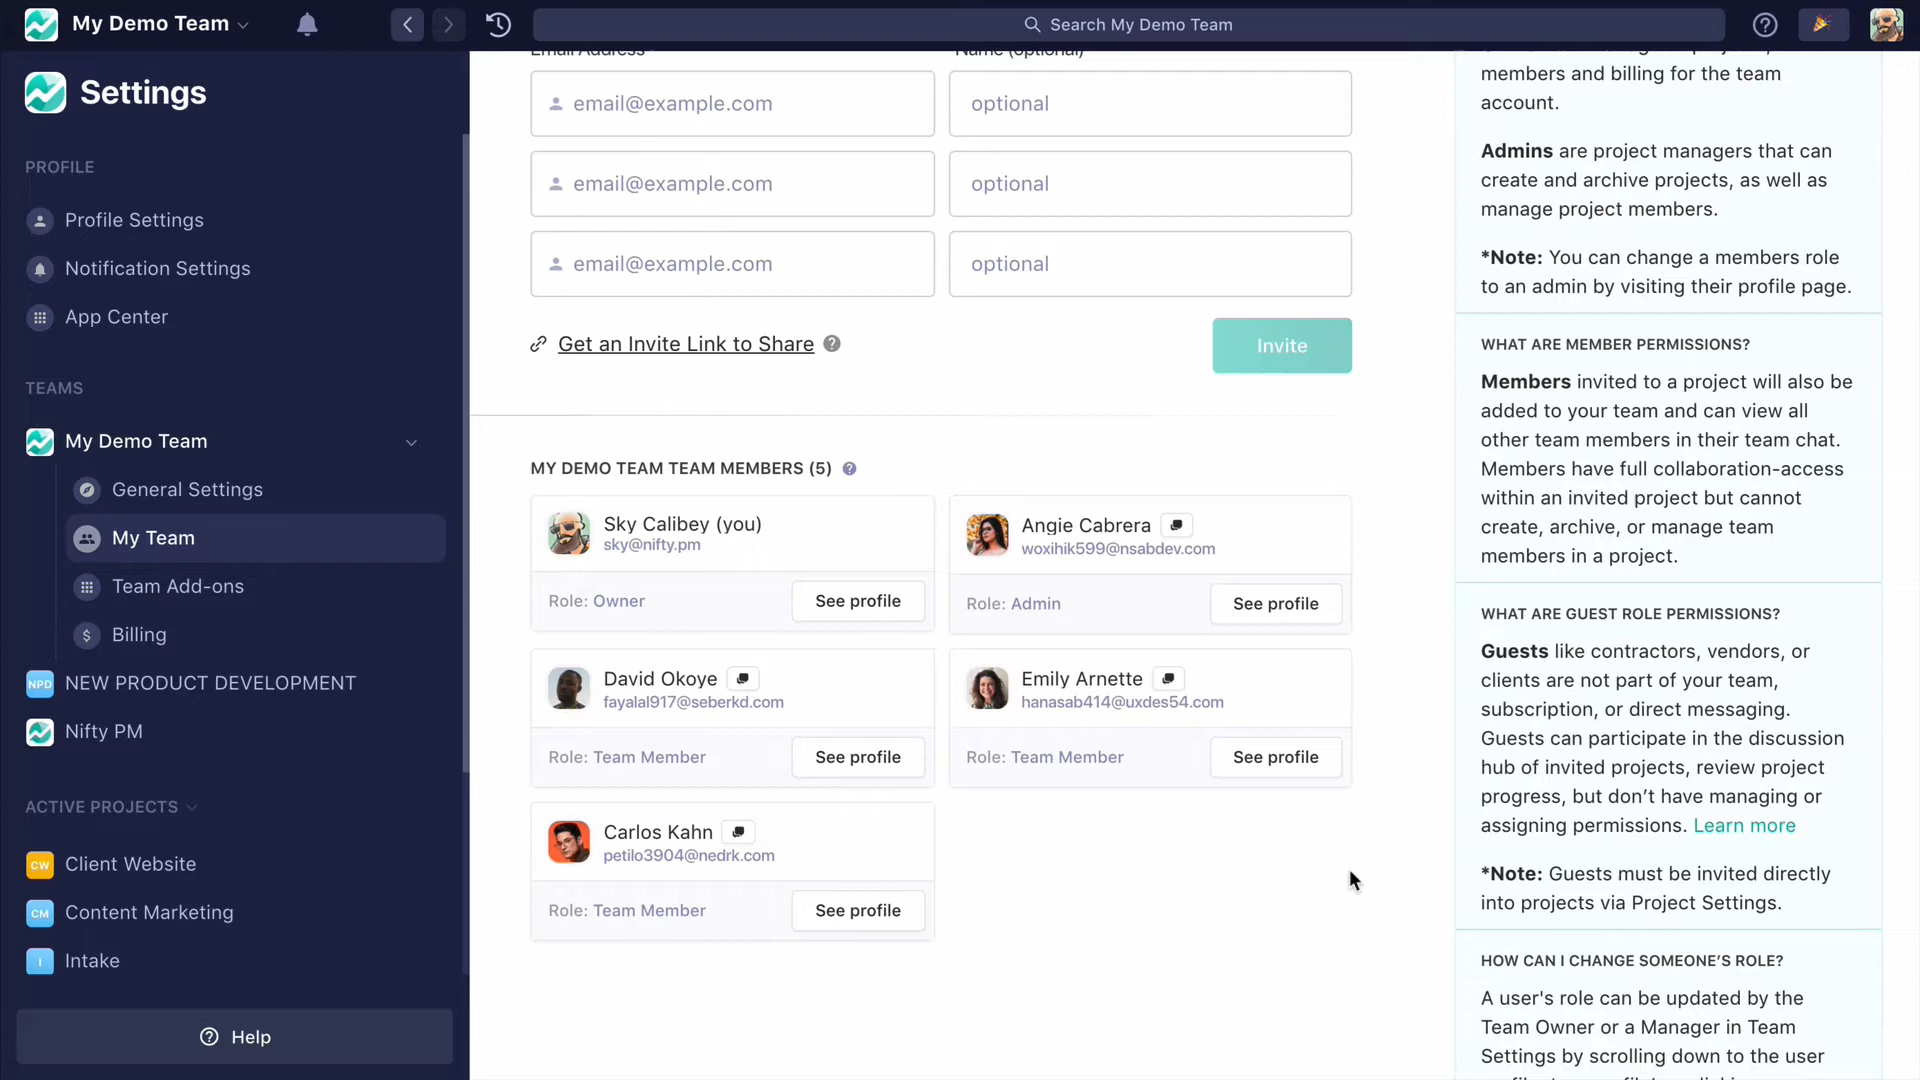 My Demo Team
Search My Demo Team
Settings
PROFILE
Profile Settings
Notification Settings
App Center
TEAMS
My Demo Team
General Settings
My Team
Team Add-ons
$ Billing
NPD NEW PRODUCT DEVELOPMENT
Nifty PM
ACTIVE PROJECTS
CW Client Website
CM Content Marketing
I Intake
? Help
Email Address
Name (optional)
email@example.com
optional
email@example.com
optional
email@example.com
optional
Get an Invite Link to Share ?
Invite
MY DEMO TEAM TEAM MEMBERS (5) ?
Sky Calibey (you)
sky@nifty.pm
Role: Owner
See profile
Angie Cabrera
woxihik599@nsabdev.com
Role: Admin
See profile
David Okoye
fayalal917@seberkd.com
Role: Team Member
See profile
Emily Arnette
hanasab414@uxdes54.com
Role: Team Member
See profile
Carlos Kahn
petilo3904@nedrk.com
Role: Team Member
See profile
members and billing for the team
account.
Admins are project managers that can
create and archive projects, as well as
manage project members.
*Note: You can change a members role
to an admin by visiting their profile page.
WHAT ARE MEMBER PERMISSIONS?
Members invited to a project will also be
added to your team and can view all
other team members in their team chat.
Members have full collaboration-access
within an invited project but cannot
create, archive, or manage team
members in a project.
WHAT ARE GUEST ROLE PERMISSIONS?
Guests like contractors, vendors, or
clients are not part of your team,
subscription, or direct messaging.
Guests can participate in the discussion
hub of invited projects, review project
progress, but don’t have managing or
assigning permissions. Learn more
*Note: Guests must be invited directly
into projects via Project Settings.
HOW CAN I CHANGE SOMEONE’S ROLE?
A user's role can be updated by the
Team Owner or a Manager in Team
Settings by scrolling down to the user